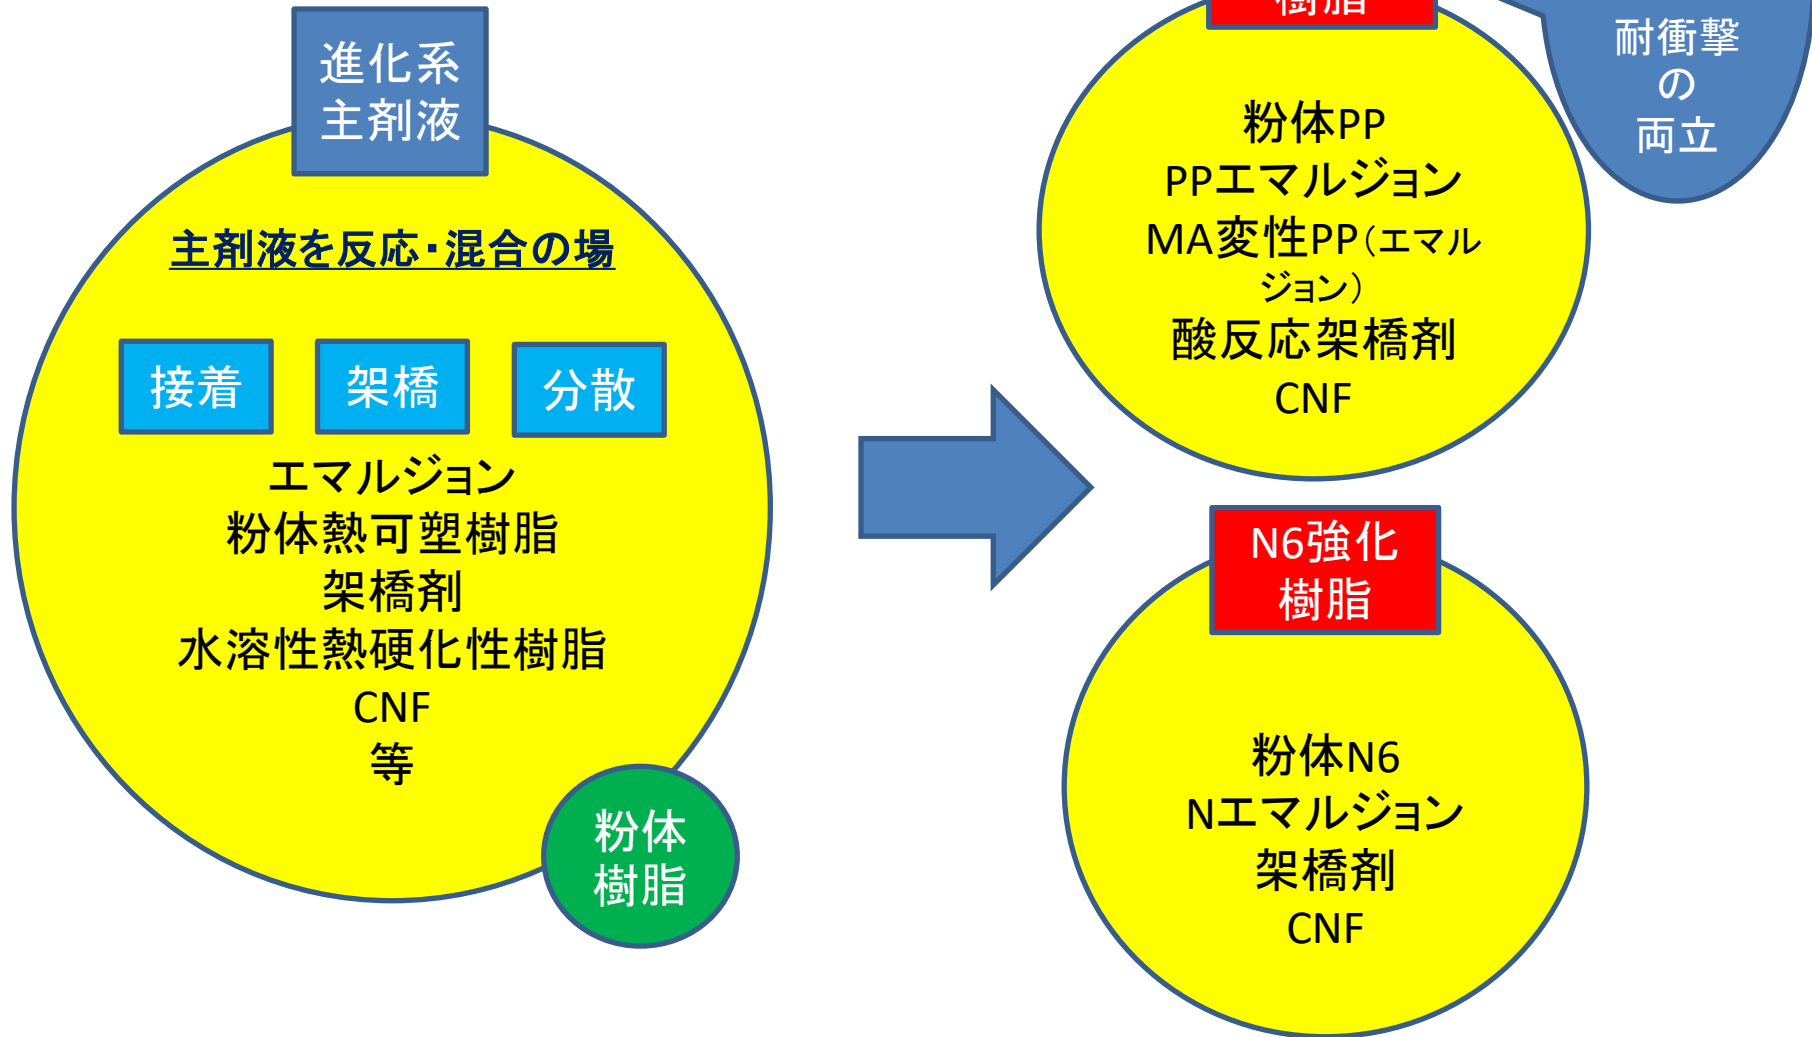 進化系
主剤液
主剤液を反応・混合の場
接着
架橋
分散
エマルジョン
粉体熱可塑樹脂
架橋剤
水溶性熱硬化性樹脂
CNF
等
粉体
樹脂
樹脂
耐衝撃
の
両立
粉体PP
PPエマルジョン
MA変性PP（エマル
ジョン）
酸反応架橋剤
CNF
N6強化
樹脂
粉体N6
Nエマルジョン
架橋剤
CNF